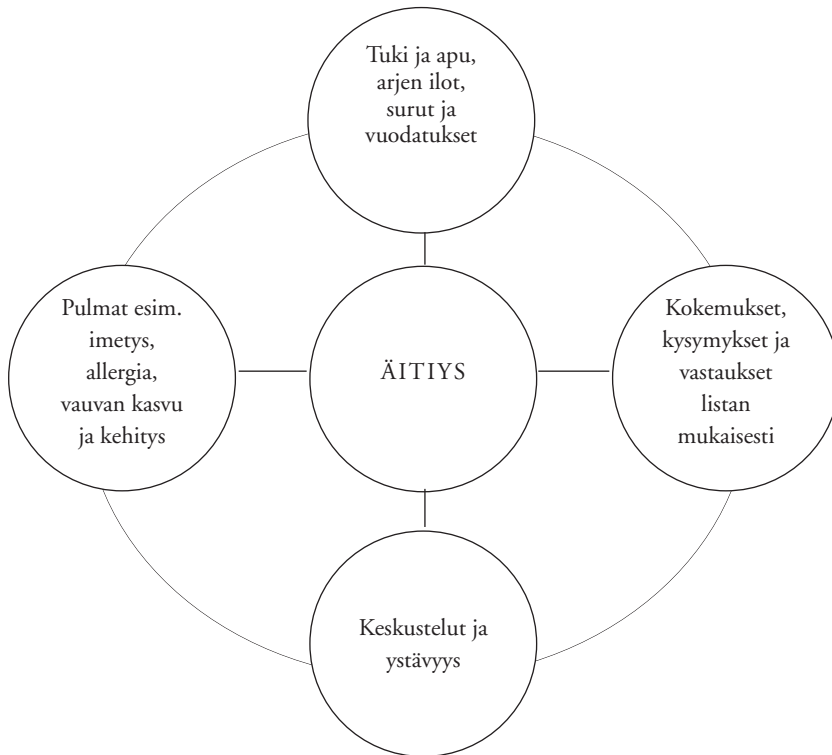 Tuki ja apu,
arjen ilot,
surut ja
vuodatukset
Pulmat esim.
imetys,
allergia,
vauvan kasvu
ja kehitys
ÄITIYS
Kokemukset,
kysymykset ja
vastaukset
listan
mukaisesti
Keskustelut ja
ystävyys